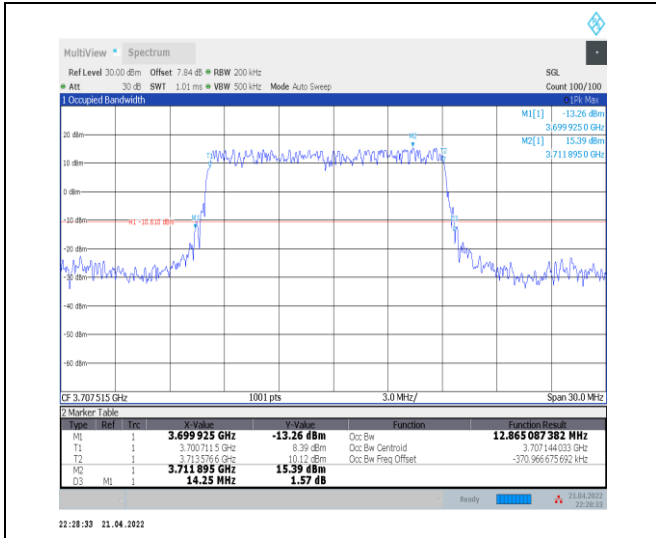 MultiView Spectrum
Ref Level 30.00 dBm Offset 7.84 dB RBW 200 kHz SGL
Att 30 dB SWT 1.01 ms VBW 500 kHz Mode Auto Sweep Count 100/100
1 Occupied Bandwidth 1Pk Max
M1[1] -13.26 dBm
3.699 925 0 GHz
M2[1] 15.39 dBm
3.711 895 0 GHz
20 dBm
10 dBm
0 dBm
-10 dBm
H1 -10.610 dBm
-20 dBm
-30 dBm
-40 dBm
-50 dBm
-60 dBm
M1
T1
M2
T2
D3
CF 3.707 515 GHz 1001 pts 3.0 MHz/ Span 30.0 MHz
2 Marker Table
Type Ref Trc X-Value Y-Value Function Function Result
M1 1 3.699 925 GHz -13.26 dBm Occ Bw 12.865 087 382 MHz
T1 1 3.700 711 5 GHz 8.39 dBm Occ Bw Centroid 3.707 144 033 GHz
T2 1 3.713 576 6 GHz 10.12 dBm Occ Bw Freq Offset -370.966 675 692 kHz
M2 1 3.711 895 GHz 15.39 dBm
D3 M1 1 14.25 MHz 1.57 dB
Ready 21.04.2022
22:28:33
22:28:33 21.04.2022